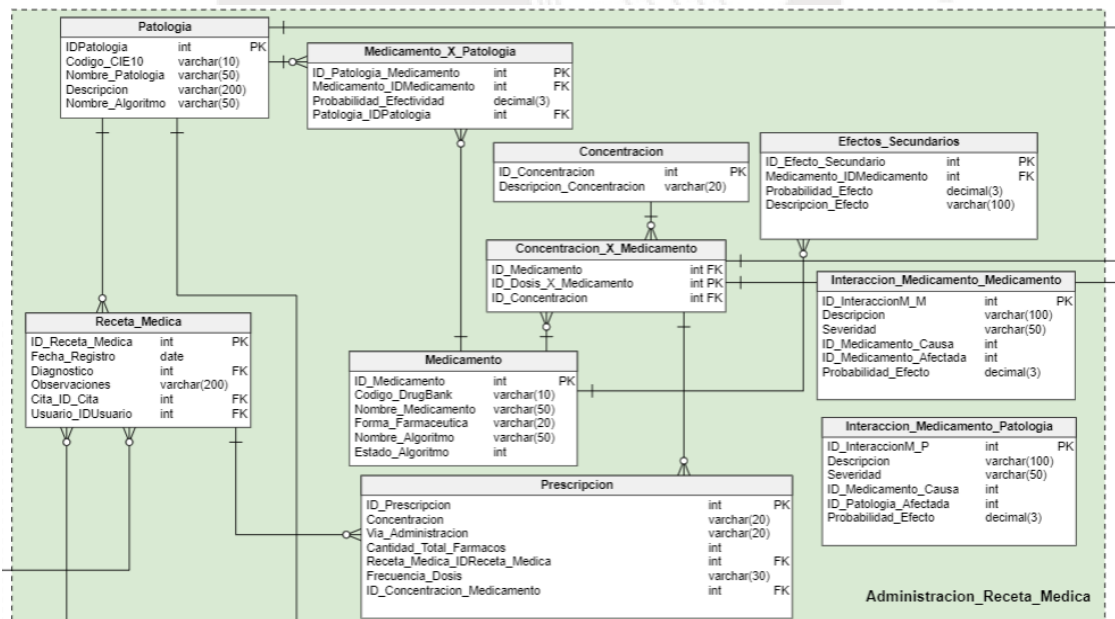 Patologia
IDPatologia int PK
Codigo_CIE10 varchar(10)
Nombre_Patologia varchar(50)
Descripcion varchar(200)
Nombre_Algoritmo varchar(50)
Medicamento_X_Patologia
ID_Patologia_Medicamento int PK
Medicamento_IDMedicamento int FK
Probabilidad_Efectividad decimal(3)
Patologia_IDPatologia int FK
Concentracion
ID_Concentracion int PK
Descripcion_Concentracion varchar(20)
Efectos_Secundarios
ID_Efecto_Secundario int PK
Medicamento_IDMedicamento int FK
Probabilidad_Efecto decimal(3)
Descripcion_Efecto varchar(100)
Concentracion_X_Medicamento
ID_Medicamento int FK
ID_Dosis_X_Medicamento int PK
ID_Concentracion int FK
Interaccion_Medicamento_Medicamento
ID_InteraccionM_M int PK
Descripcion varchar(100)
Severidad varchar(50)
ID_Medicamento_Causa int
ID_Medicamento_Afectada int
Probabilidad_Efecto decimal(3)
Receta_Medica
ID_Receta_Medica int PK
Fecha_Registro date
Diagnostico int FK
Observaciones varchar(200)
Cita_ID_Cita int FK
Usuario_IDUsuario int FK
Medicamento
ID_Medicamento int PK
Codigo_DrugBank varchar(10)
Nombre_Medicamento varchar(50)
Forma_Farmaceutica varchar(20)
Nombre_Algoritmo varchar(50)
Estado_Algoritmo int
Interaccion_Medicamento_Patologia
ID_InteraccionM_P int PK
Descripcion varchar(100)
Severidad varchar(50)
ID_Medicamento_Causa int
ID_Patologia_Afectada int
Probabilidad_Efecto decimal(3)
Prescripcion
ID_Prescripcion int PK
Concentracion varchar(20)
Via_Administracion varchar(20)
Cantidad_Total_Farmacos int
Receta_Medica_IDReceta_Medica int FK
Frecuencia_Dosis varchar(30)
ID_Concentracion_Medicamento int FK
Administracion_Receta_Medica